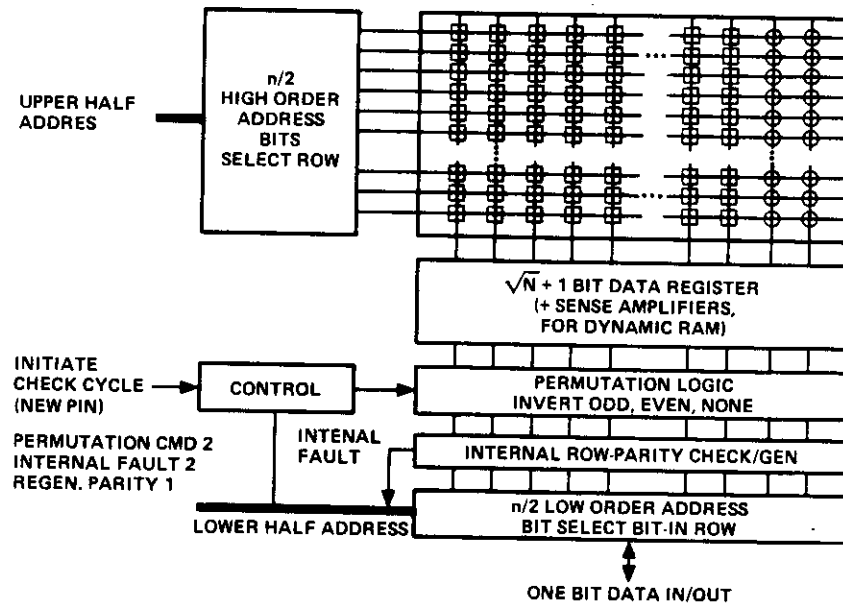 n/2
HIGH ORDER
ADDRESS
BITS
SELECT ROW
UPPER HALF
ADDRES
√N + 1 BIT DATA REGISTER
(+ SENSE AMPLIFIERS,
FOR DYNAMIC RAM)
INITIATE
CHECK CYCLE
(NEW PIN)
CONTROL
PERMUTATION LOGIC
INVERT ODD, EVEN, NONE
PERMUTATION CMD 2
INTERNAL FAULT 2
REGEN. PARITY 1
INTENAL
FAULT
INTERNAL ROW-PARITY CHECK/GEN
LOWER HALF ADDRESS
n/2 LOW ORDER ADDRESS
BIT SELECT BIT-IN ROW
ONE BIT DATA IN/OUT